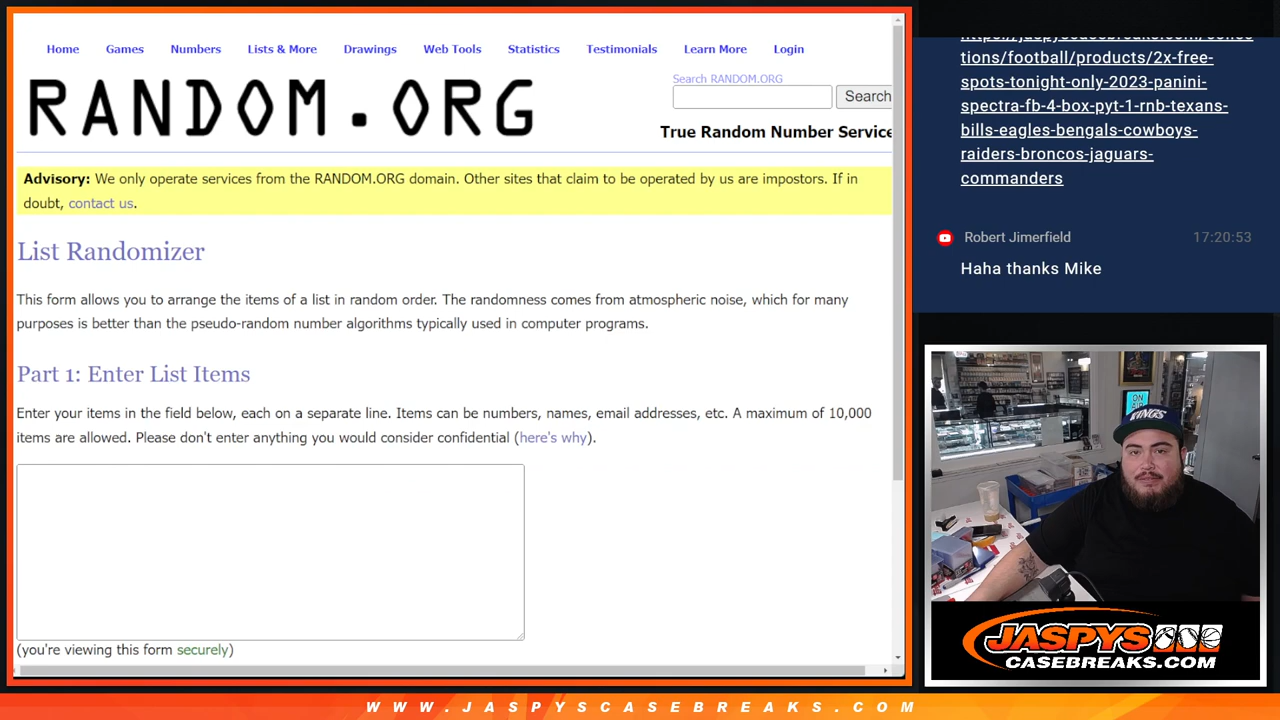 Home Games Numbers Lists & More Drawings Web Tools Statistics Testimonials Learn More Login
RANDOM.ORG
Search RANDOM.ORG
Search
True Random Number Service
Advisory: We only operate services from the RANDOM.ORG domain. Other sites that claim to be operated by us are impostors. If in
doubt, contact us.
List Randomizer
This form allows you to arrange the items of a list in random order. The randomness comes from atmospheric noise, which for many
purposes is better than the pseudo-random number algorithms typically used in computer programs.
Part 1: Enter List Items
Enter your items in the field below, each on a separate line. Items can be numbers, names, email addresses, etc. A maximum of 10,000
items are allowed. Please don't enter anything you would consider confidential (here's why).
(you're viewing this form securely)
tions/football/products/2x-free-
spots-tonight-only-2023-panini-
spectra-fb-4-box-pyt-1-rnb-texans-
bills-eagles-bengals-cowboys-
raiders-broncos-jaguars-
commanders
Robert Jimerfield 17:20:53
Haha thanks Mike
ON
AIR
KINGS
JASPYS
CASEBREAKS.COM
WWW.JASPYSCASEBREAKS.COM